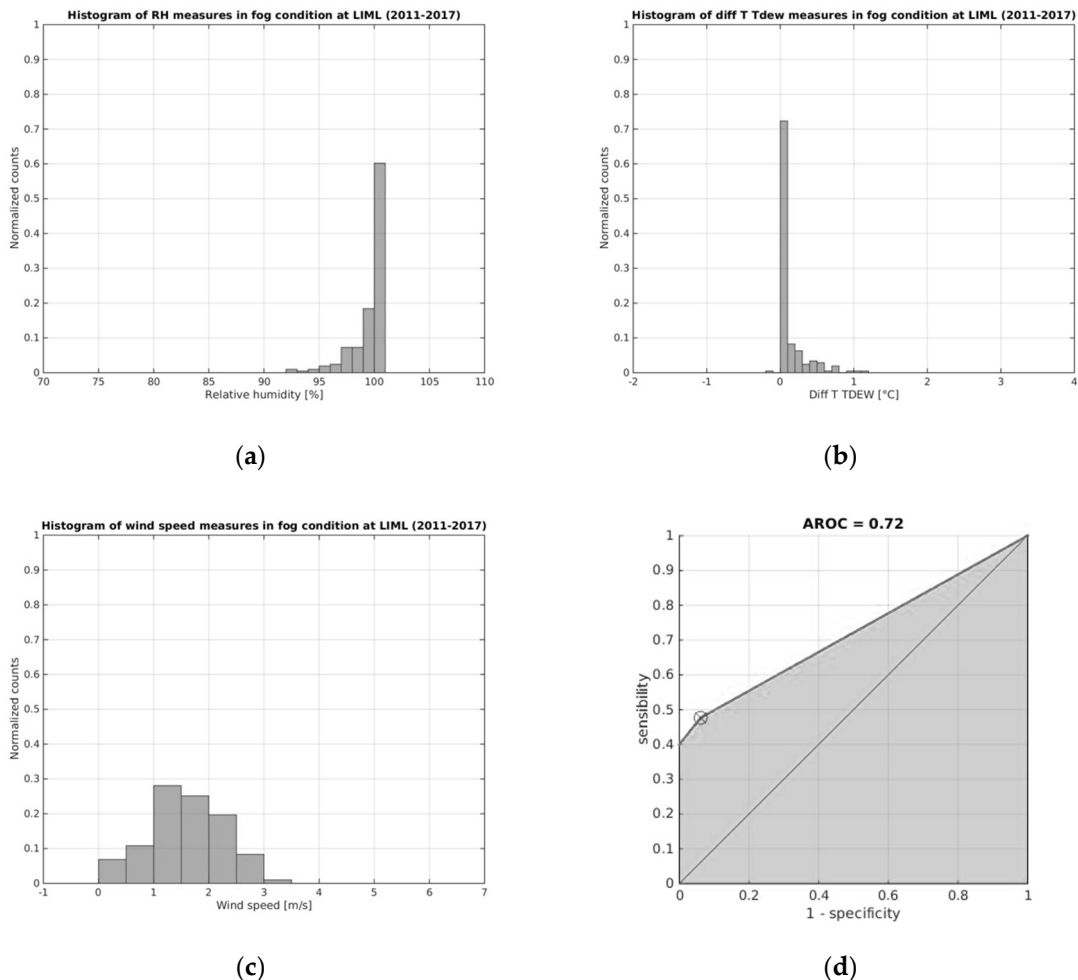 Histogram of RH measures in fog condition at LIML (2011-2017)
1
0.9
0.8
0.7
0.6
0.5
0.4
0.3
0.2
0.1
0
Normalized counts
70 75 80 85 90 95 100 105 110
Relative humidity [%]
(a)
Histogram of diff T Tdew measures in fog condition at LIML (2011-2017)
1
0.9
0.8
0.7
0.6
0.5
0.4
0.3
0.2
0.1
0
Normalized counts
-2 -1 0 1 2 3 4
Diff T TDEW [°C]
(b)
Histogram of wind speed measures in fog condition at LIML (2011-2017)
1
0.9
0.8
0.7
0.6
0.5
0.4
0.3
0.2
0.1
0
Normalized counts
-1 0 1 2 3 4 5 6 7
Wind speed [m/s]
(c)
AROC = 0.72
1
0.9
0.8
0.7
0.6
0.5
0.4
0.3
0.2
0.1
0
sensibility
0 0.2 0.4 0.6 0.8 1
1 - specificity
(d)